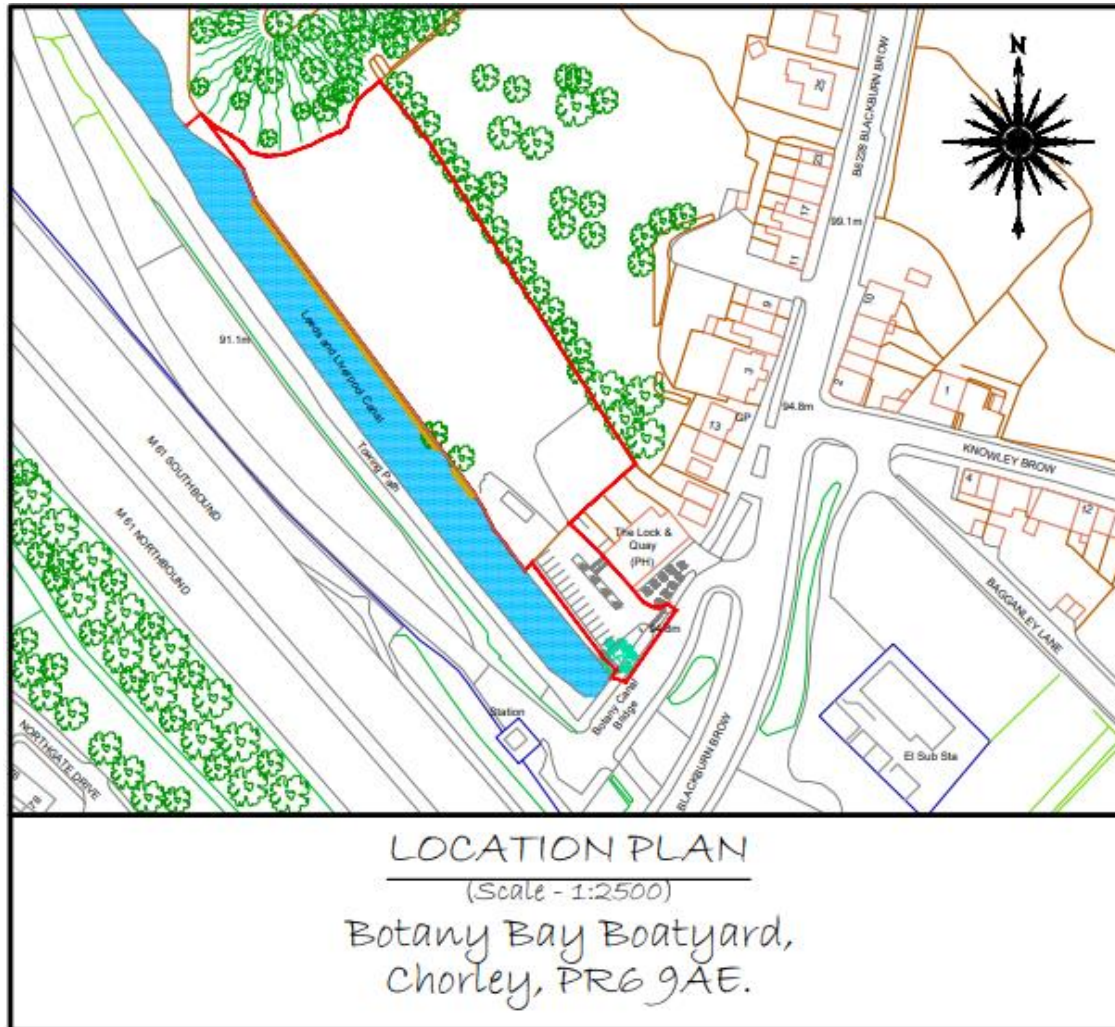 N
25
B6228 BLACKBURN BROW
23
17
99.1m
11
9
10
3
2
1
94.8m
GP
13
KNOWLEY BROW
4
12
91.1m
Leeds and Liverpool Canal
Towing Path
M 61 SOUTHBOUND
M 61 NORTHBOUND
The Lock &
Quay
(PH)
BAGGANLEY LANE
Station
Botany Canal
Bridge
BLACKBURN BROW
El Sub Sta
NORTHGATE DRIVE
LOCATION PLAN
(Scale - 1:2500)
Botany Bay Boatyard,
Chorley, PR6 9AE.